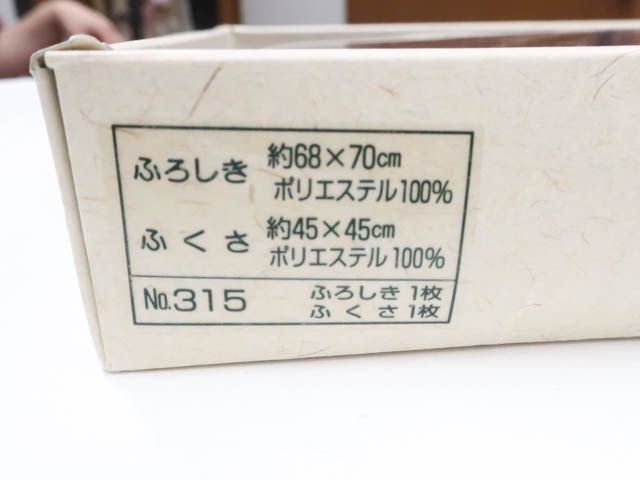 ふろしき 約68×70cm
ポリエステル100%
ふくさ 約45×45cm
ポリエステル100%
No.315 ふろしき1枚
ふくさ1枚